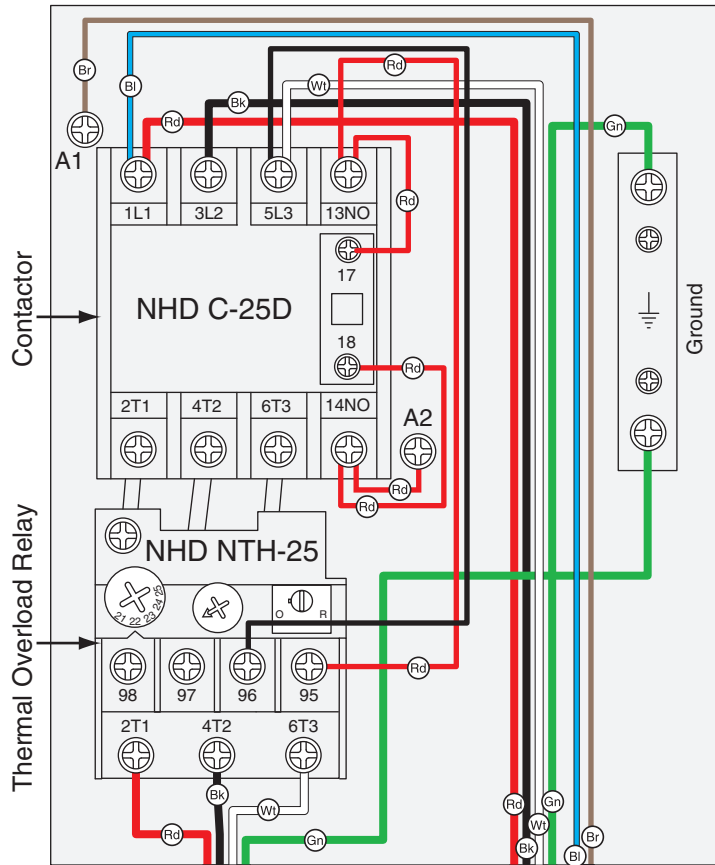 Br
Bl
Rd
Bk
Wt
Rd
Gn
A1
1L1 3L2 5L3 13NO
Rd
17
NHD C-25D
18
Contactor
Ground
2T1 4T2 6T3 14NO
A2
Rd
Rd
Rd
NHD NTH-25
Thermal Overload Relay
21 22 23 24 25
O R
98 97 96 95
Rd
2T1 4T2 6T3
Bk
Wt
Rd
Gn
Rd
Bk
Wt
Gn
Bl
Br